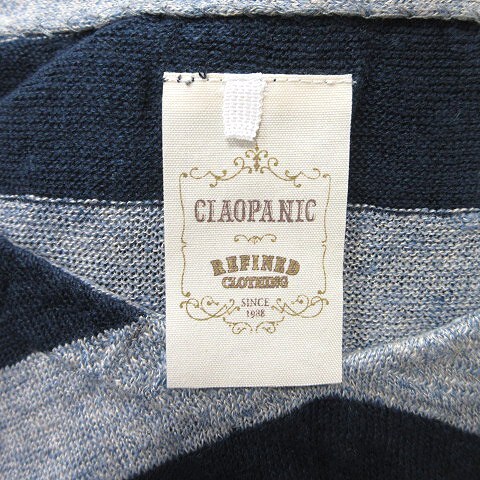 CIAOPANIC
REFINED
CLOTHING
SINCE
1988